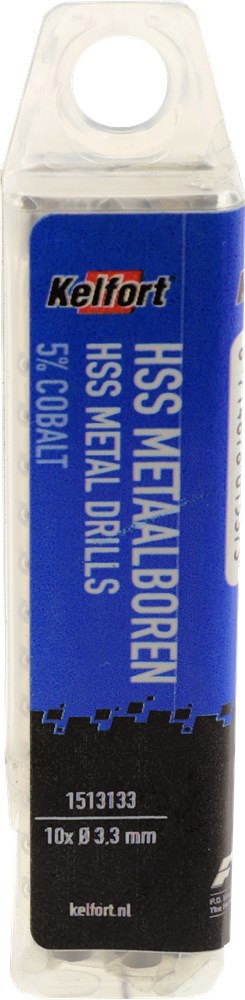 Kelfort
HSS METAALBOREN
HSS METAL DRILLS
5% COBALT
1513133
10x Ø 3.3 mm
kelfort.nl